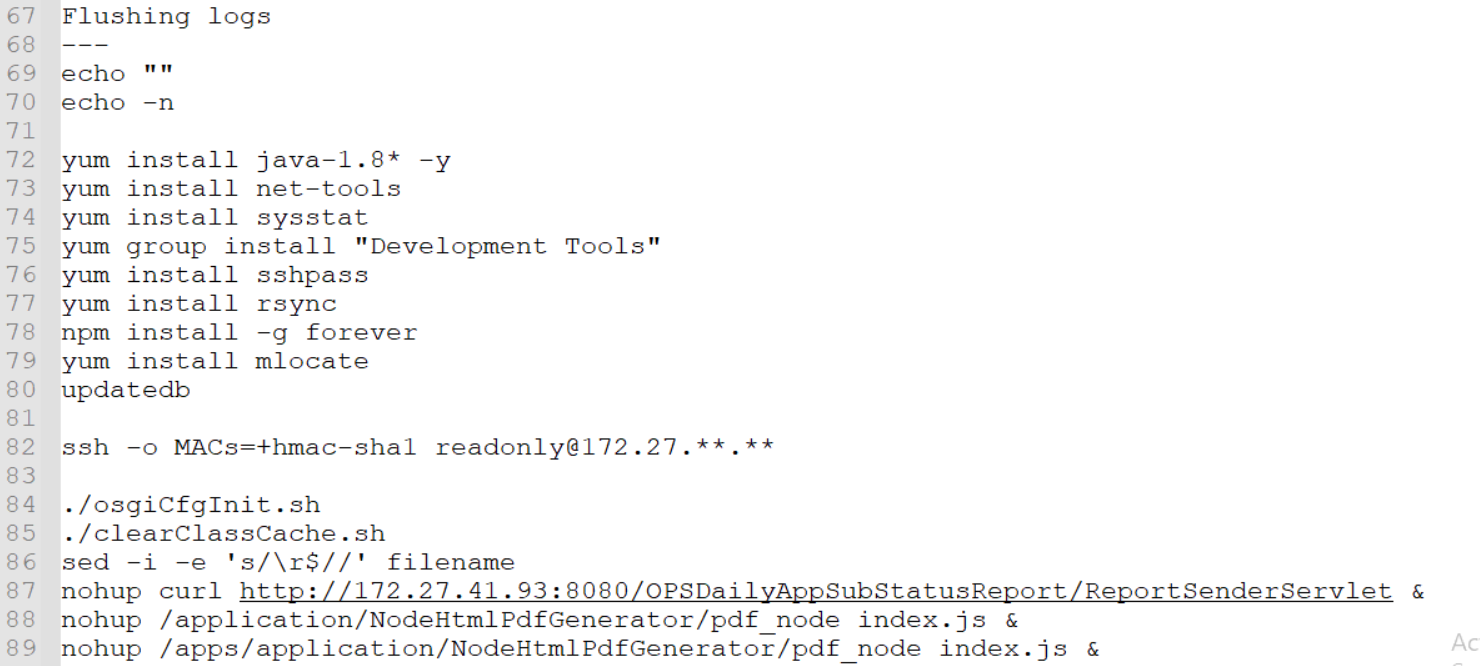 67 Flushing logs
68 ---
69 echo ""
70 echo -n
71
72 yum install java-1.8* -y
73 yum install net-tools
74 yum install sysstat
75 yum group install "Development Tools"
76 yum install sshpass
77 yum install rsync
78 npm install -g forever
79 yum install mlocate
80 updatedb
81
82 ssh -o MACs=+hmac-sha1 readonly@172.27.**.**
83
84 ./osgiCfgInit.sh
85 ./clearClassCache.sh
86 sed -i -e 's/\r$//' filename
87 nohup curl http://172.27.41.93:8080/OPSDailyAppSubStatusReport/ReportSenderServlet &
88 nohup /application/NodeHtmlPdfGenerator/pdf_node index.js &
89 nohup /apps/application/NodeHtmlPdfGenerator/pdf_node index.js &